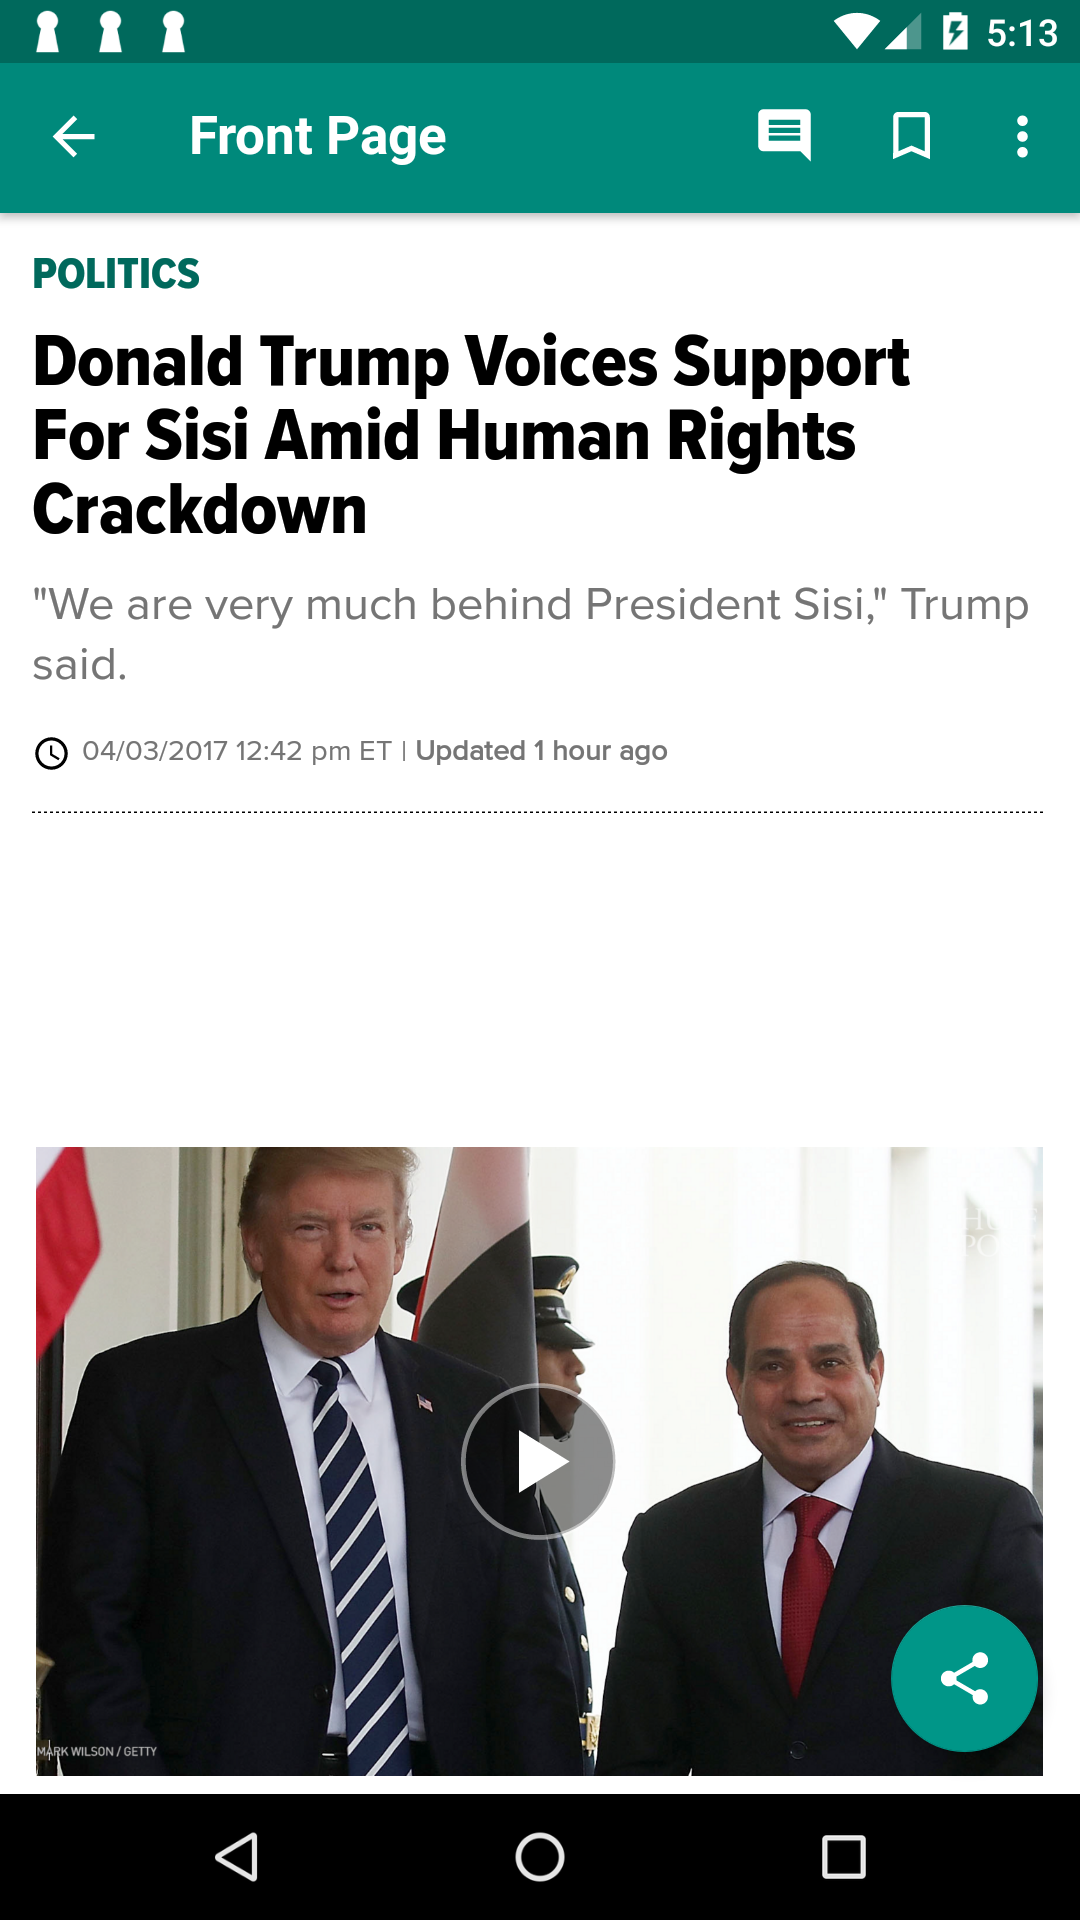 5:13
Front Page
POLITICS
Donald Trump Voices Support
For Sisi Amid Human Rights
Crackdown
"We are very much behind President Sisi," Trump
said.
04/03/2017 12:42 pm ET | Updated 1 hour ago
MARK WILSON / GETTY